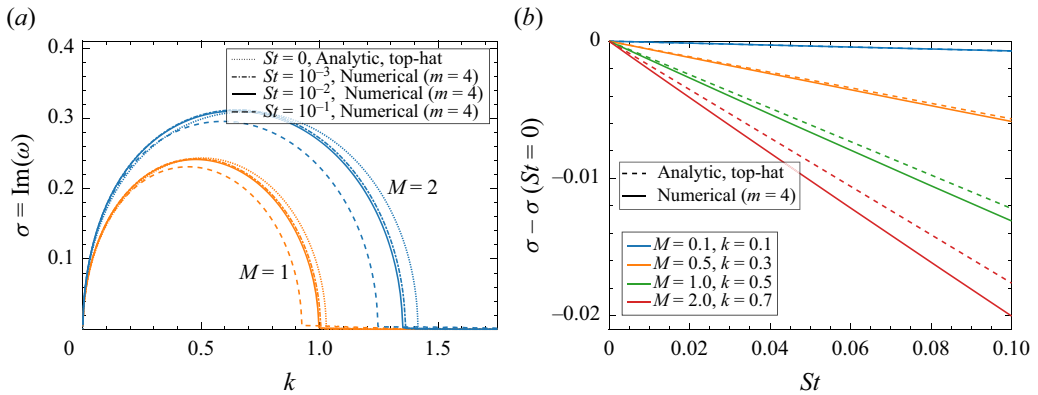 (a)
0.4
0.3
0.2
0.1
σ = Im(ω)
St = 0, Analytic, top-hat
St = 10⁻³, Numerical (m = 4)
St = 10⁻², Numerical (m = 4)
St = 10⁻¹, Numerical (m = 4)
M = 2
M = 1
0 0.5 1.0 1.5
k
(b)
0
−0.01
−0.02
σ − σ (St = 0)
Analytic, top-hat
Numerical (m = 4)
M = 0.1, k = 0.1
M = 0.5, k = 0.3
M = 1.0, k = 0.5
M = 2.0, k = 0.7
0 0.02 0.04 0.06 0.08 0.10
St